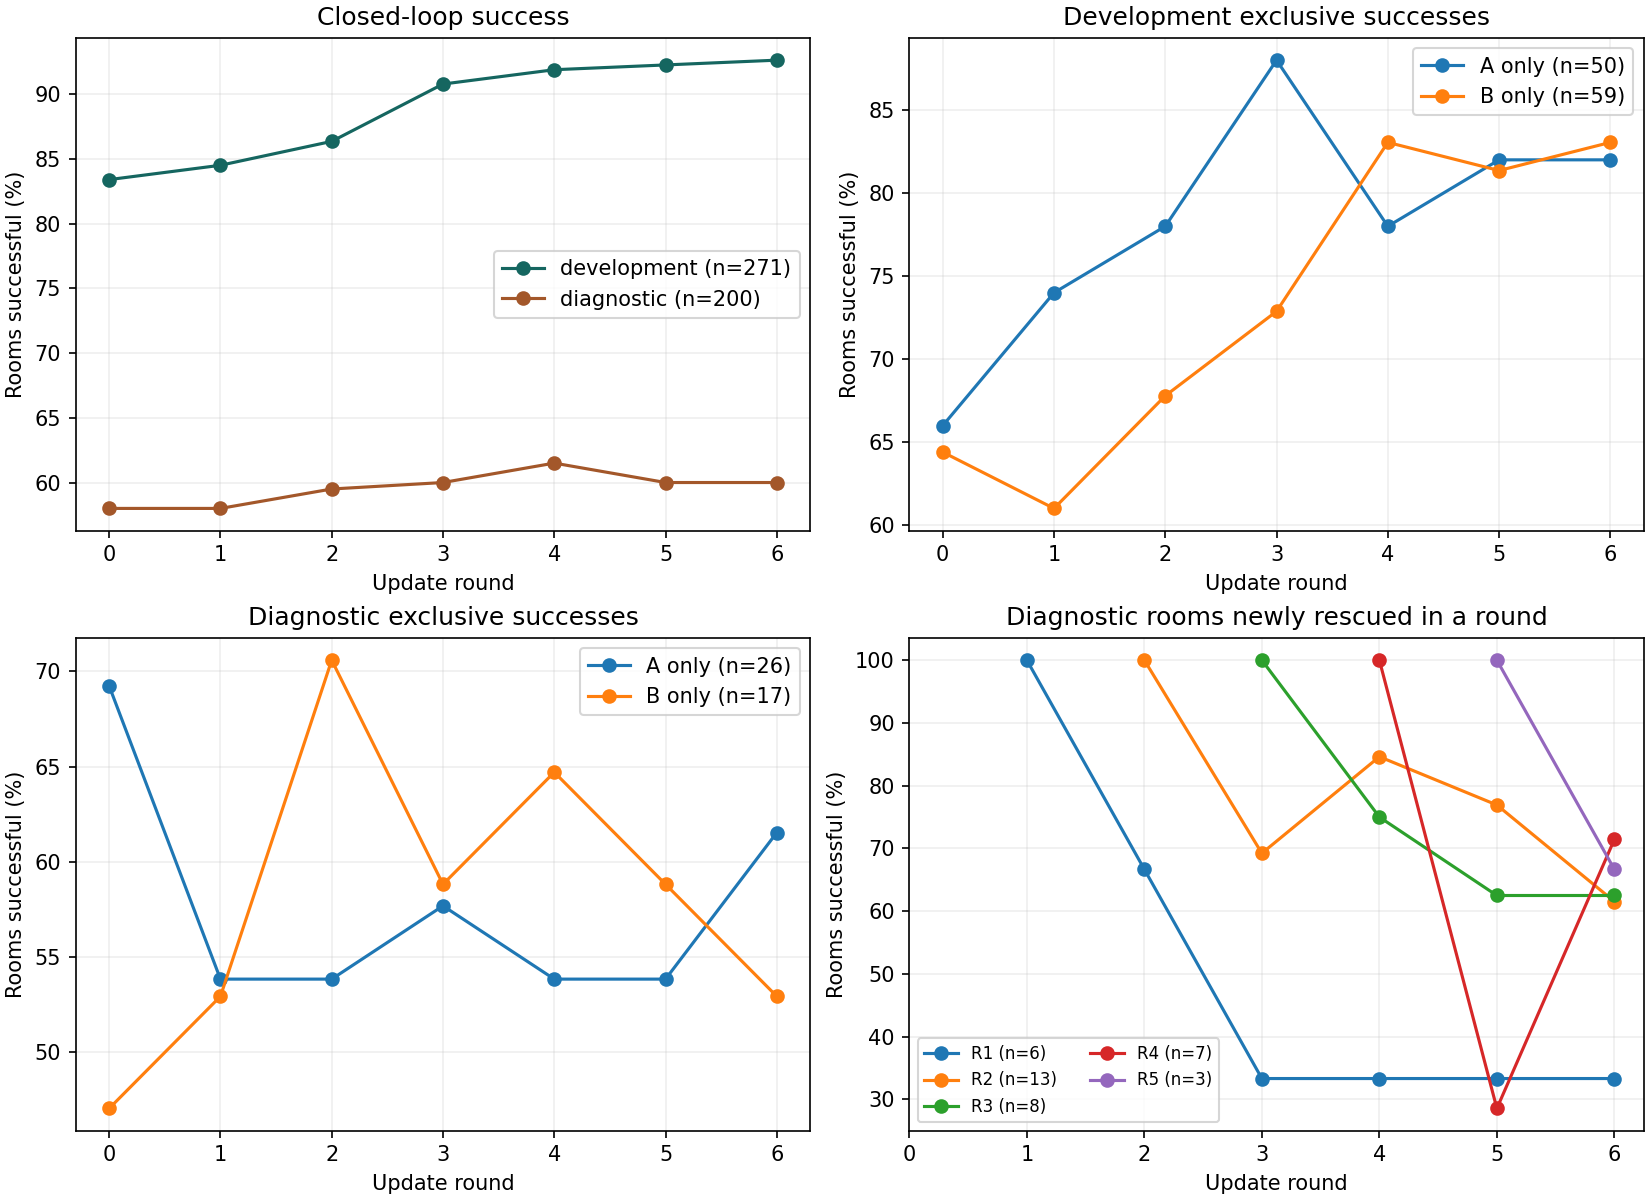 Closed-loop success
Rooms successful (%)
90
85
80
75
70
65
60
development (n=271)
diagnostic (n=200)
0 1 2 3 4 5 6
Update round
Development exclusive successes
Rooms successful (%)
85
80
75
70
65
60
A only (n=50)
B only (n=59)
0 1 2 3 4 5 6
Update round
Diagnostic exclusive successes
Rooms successful (%)
70
65
60
55
50
A only (n=26)
B only (n=17)
0 1 2 3 4 5 6
Update round
Diagnostic rooms newly rescued in a round
Rooms successful (%)
100
90
80
70
60
50
40
30
R1 (n=6)
R2 (n=13)
R3 (n=8)
R4 (n=7)
R5 (n=3)
0 1 2 3 4 5 6
Update round